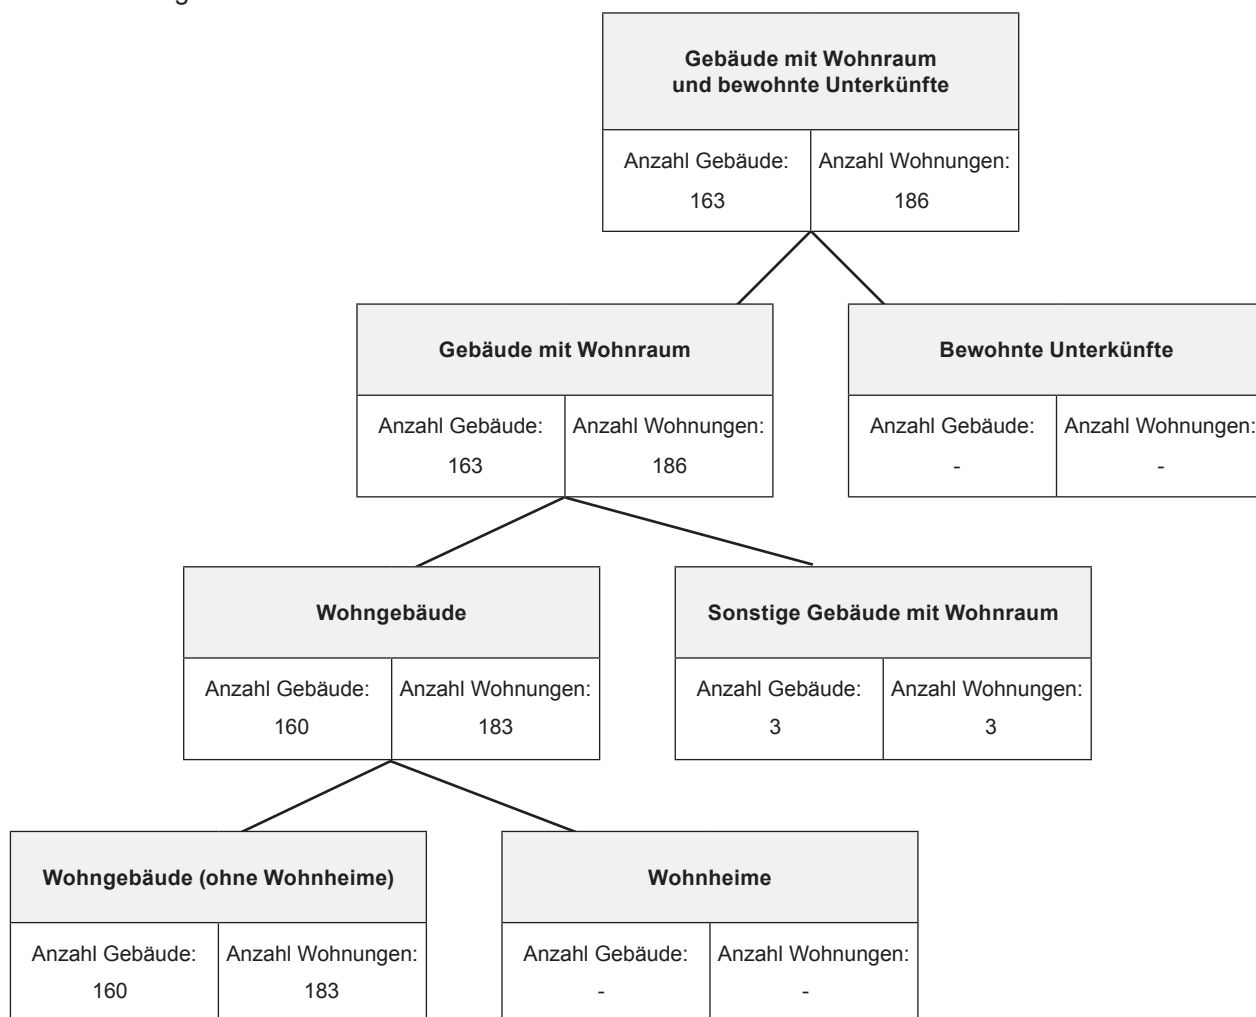 Gebäude mit Wohnraum
und bewohnte Unterkünfte
Anzahl Gebäude: Anzahl Wohnungen:
163 186
Gebäude mit Wohnraum
Anzahl Gebäude: Anzahl Wohnungen:
163 186
Bewohnte Unterkünfte
Anzahl Gebäude: Anzahl Wohnungen:
- -
Wohngebäude
Anzahl Gebäude: Anzahl Wohnungen:
160 183
Sonstige Gebäude mit Wohnraum
Anzahl Gebäude: Anzahl Wohnungen:
3 3
Wohngebäude (ohne Wohnheime)
Anzahl Gebäude: Anzahl Wohnungen:
160 183
Wohnheime
Anzahl Gebäude: Anzahl Wohnungen:
- -